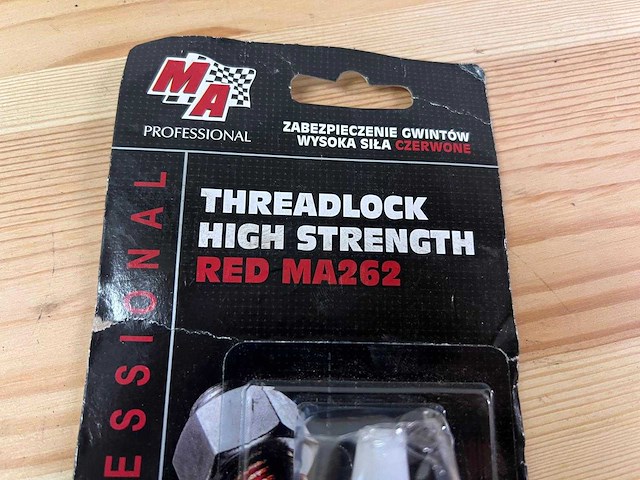 MA
PROFESSIONAL
ZABEZPIECZENIE GWINTÓW
WYSOKA SIŁA CZERWONE
THREADLOCK
HIGH STRENGTH
RED MA262
ESSIONAL